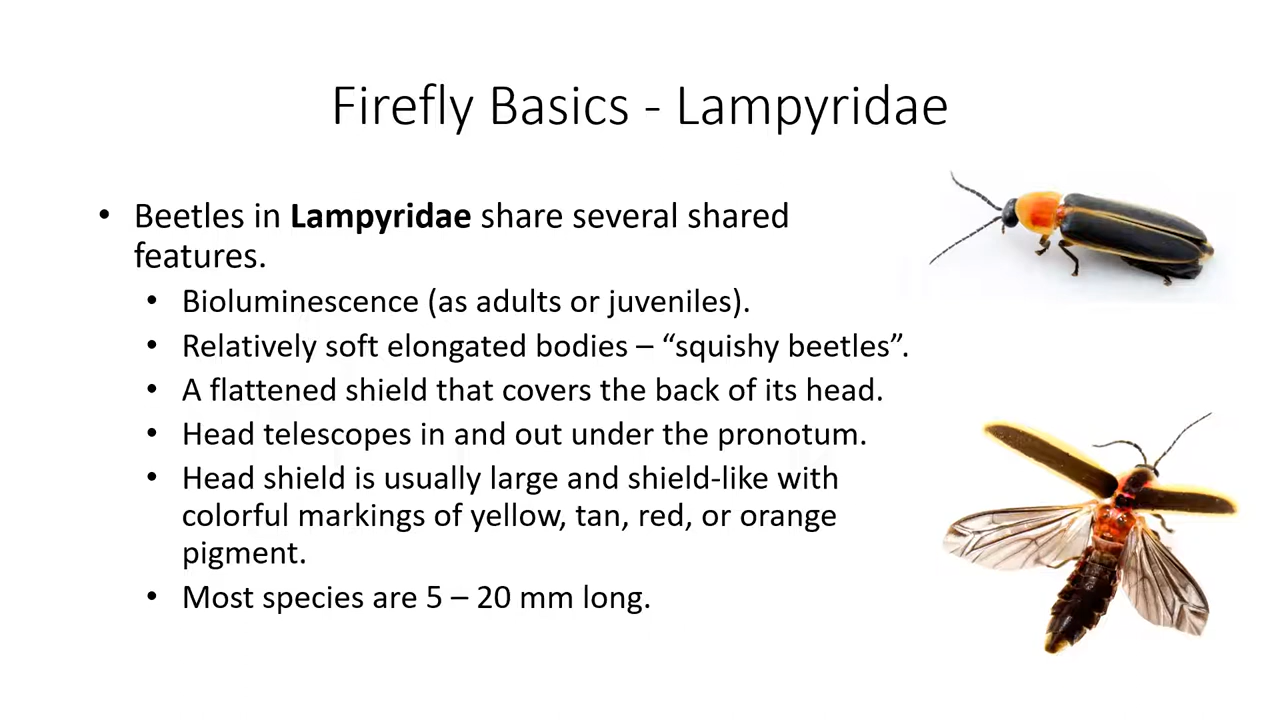 Firefly Basics - Lampyridae
• Beetles in Lampyridae share several shared
features.
• Bioluminescence (as adults or juveniles).
• Relatively soft elongated bodies – “squishy beetles”.
• A flattened shield that covers the back of its head.
• Head telescopes in and out under the pronotum.
• Head shield is usually large and shield-like with
colorful markings of yellow, tan, red, or orange
pigment.
• Most species are 5 – 20 mm long.